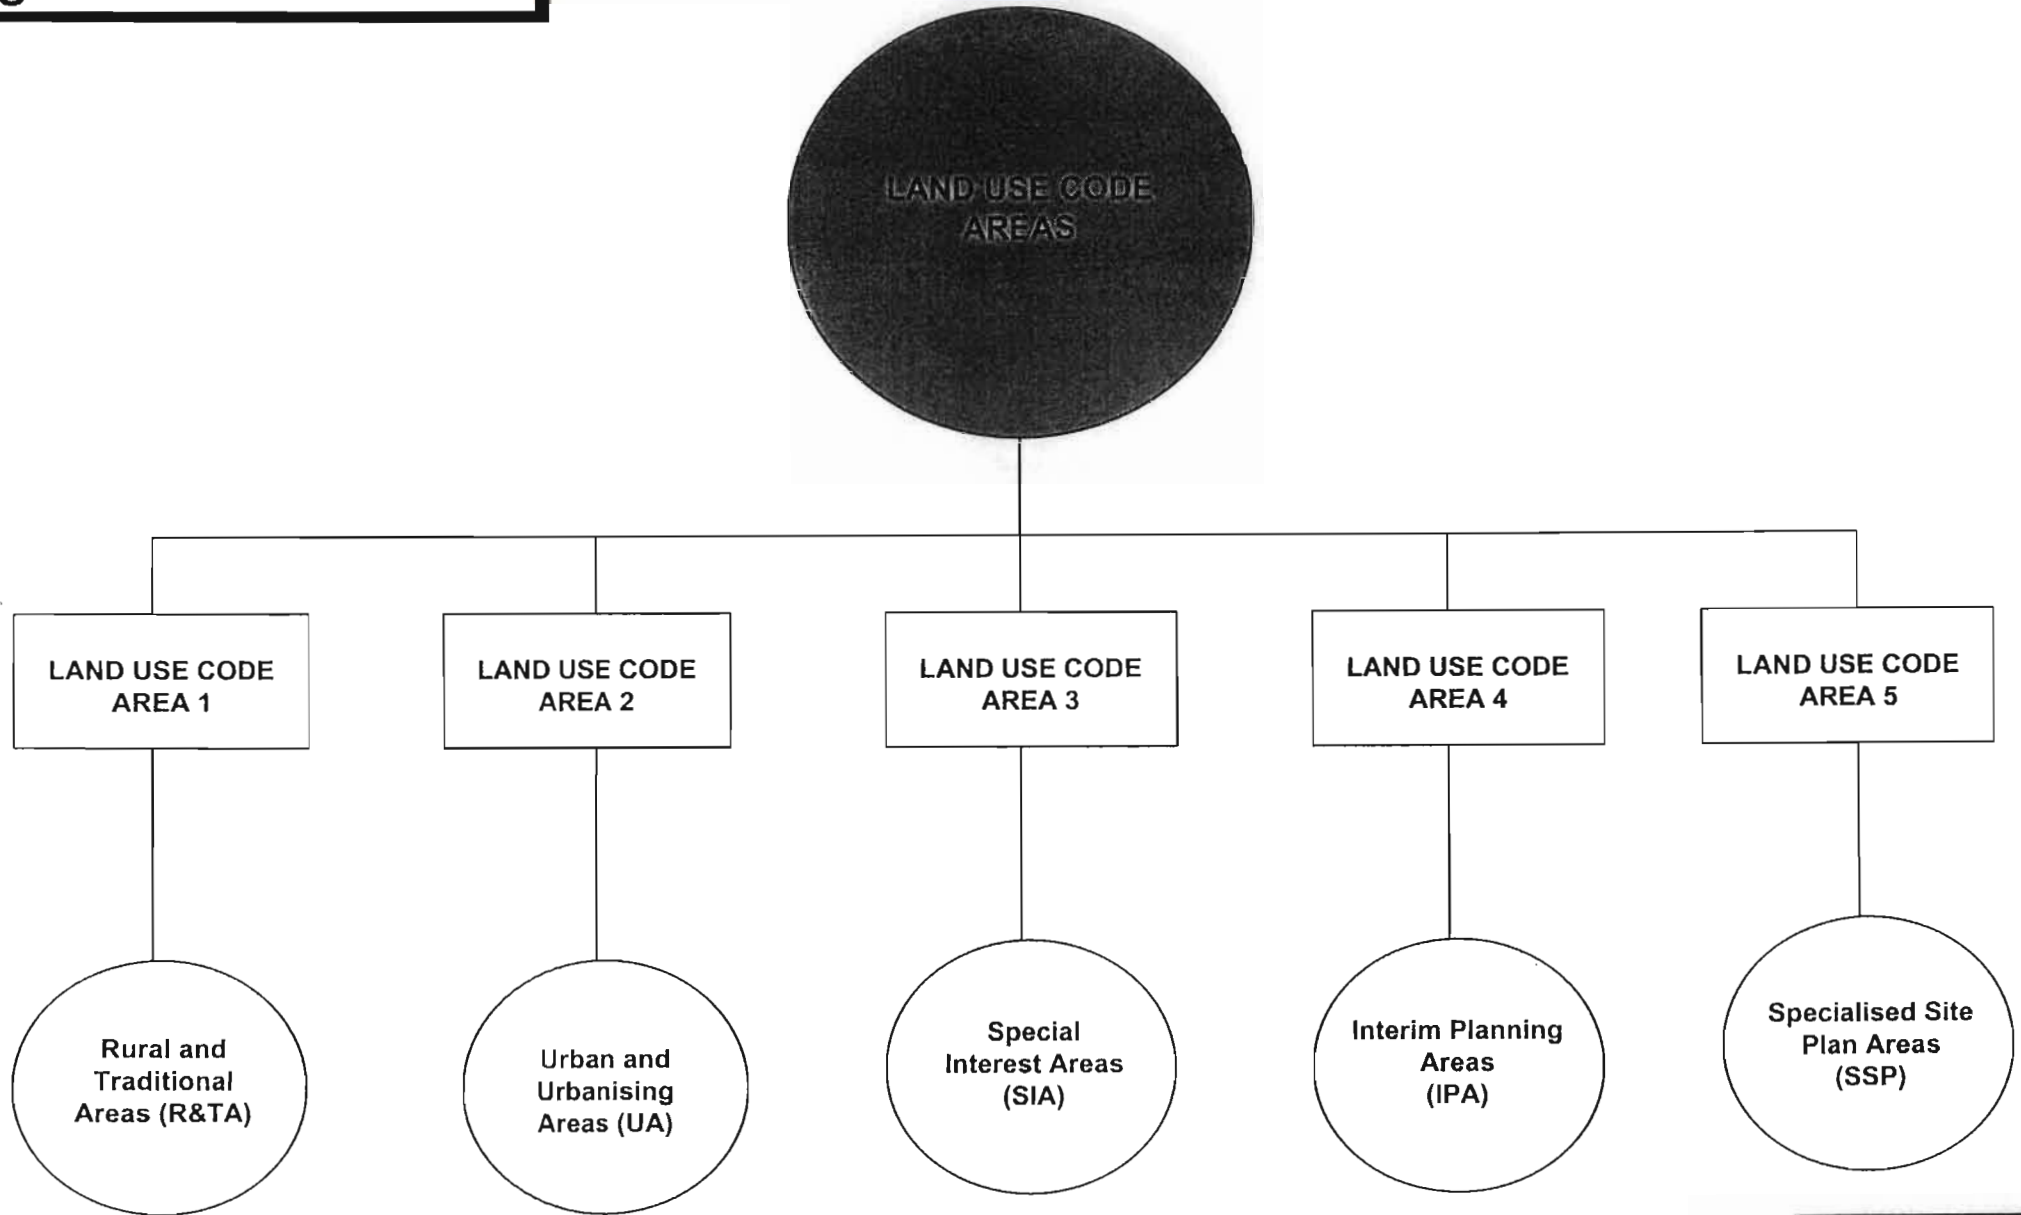 LAND USE CODE
AREAS
LAND USE CODE
AREA 1
LAND USE CODE
AREA 2
LAND USE CODE
AREA 3
LAND USE CODE
AREA 4
LAND USE CODE
AREA 5
Rural and
Traditional
Areas (R&TA)
Urban and
Urbanising
Areas (UA)
Special
Interest Areas
(SIA)
Interim Planning
Areas
(IPA)
Specialised Site
Plan Areas
(SSP)